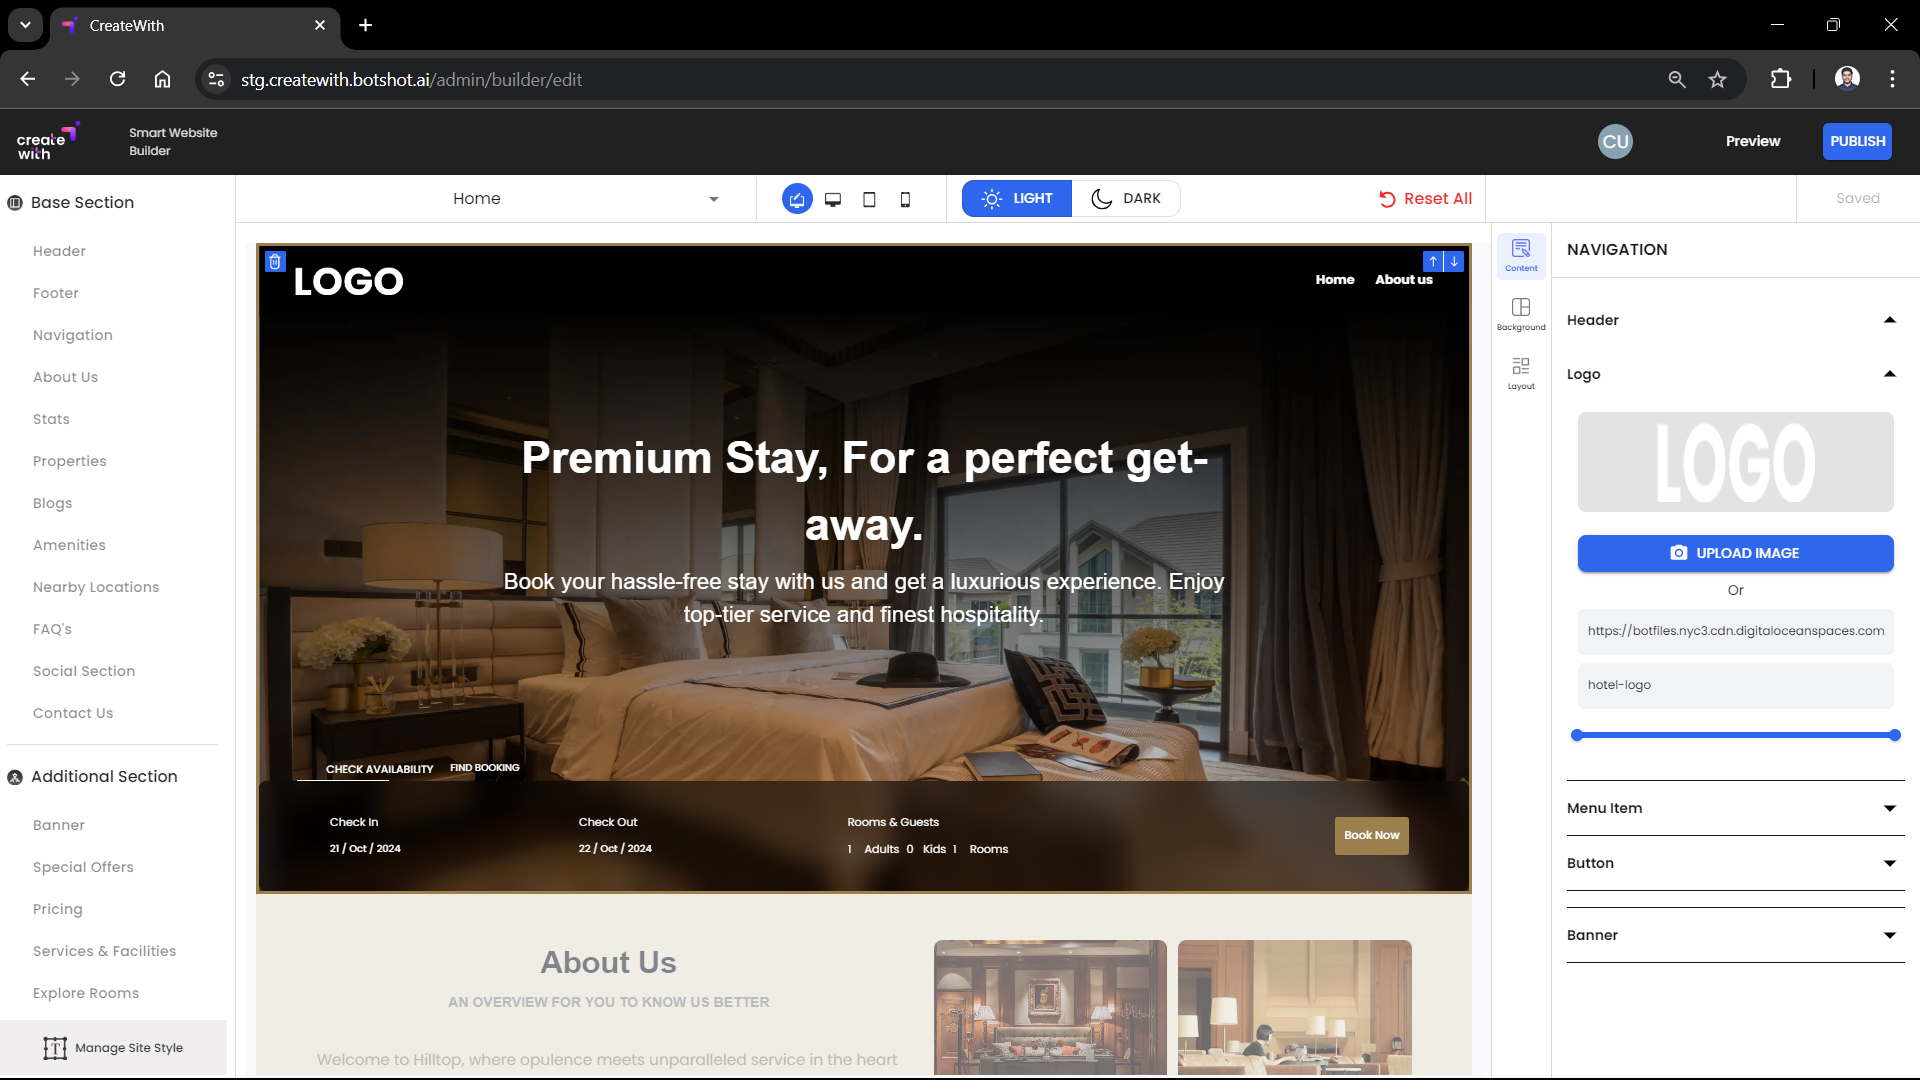 CreateWith
stg.createwith.botshot.ai/admin/builder/edit
create
with
Smart Website
Builder
CU
Preview
PUBLISH
Base Section
Header
Footer
Navigation
About Us
Stats
Properties
Blogs
Amenities
Nearby Locations
FAQ's
Social Section
Contact Us
Additional Section
Banner
Special Offers
Pricing
Services & Facilities
Explore Rooms
Manage Site Style
Home
LIGHT
DARK
Reset All
Saved
LOGO
Home
About us
Premium Stay, For a perfect get-
away.
Book your hassle-free stay with us and get a luxurious experience. Enjoy
top-tier service and finest hospitality.
CHECK AVAILABILITY
FIND BOOKING
Check In
Check Out
Rooms & Guests
21 / Oct / 2024
22 / Oct / 2024
1 Adults 0 Kids 1 Rooms
Book Now
About Us
AN OVERVIEW FOR YOU TO KNOW US BETTER
Welcome to Hilltop, where opulence meets unparalleled service in the heart
Content
Background
Layout
NAVIGATION
Header
Logo
LOGO
UPLOAD IMAGE
Or
https://botfiles.nyc3.cdn.digitaloceanspaces.com
hotel-logo
Menu Item
Button
Banner